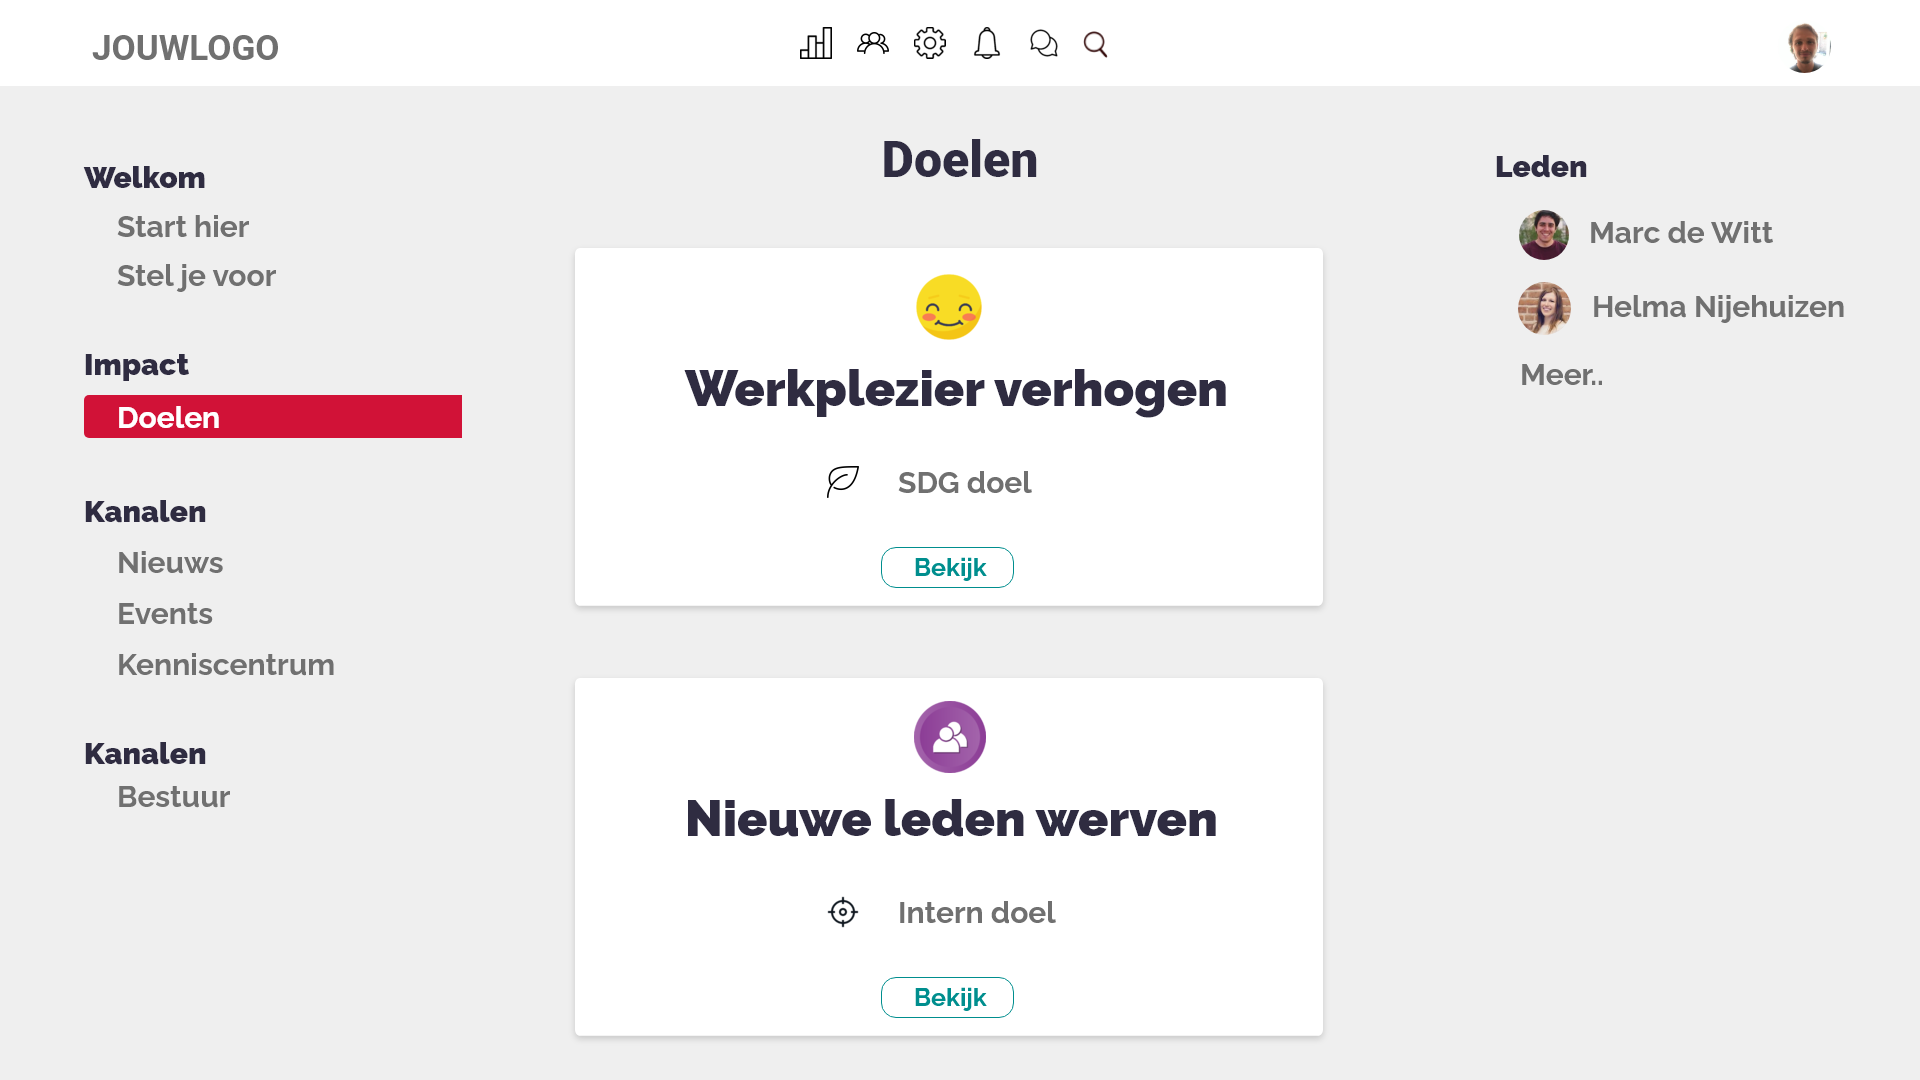 JOUWLOGO
Welkom
Start hier
Stel je voor
Impact
Doelen
Kanalen
Nieuws
Events
Kenniscentrum
Kanalen
Bestuur
Doelen
Werkplezier verhogen
SDG doel
Bekijk
Nieuwe leden werven
Intern doel
Bekijk
Leden
Marc de Witt
Helma Nijehuizen
Meer..